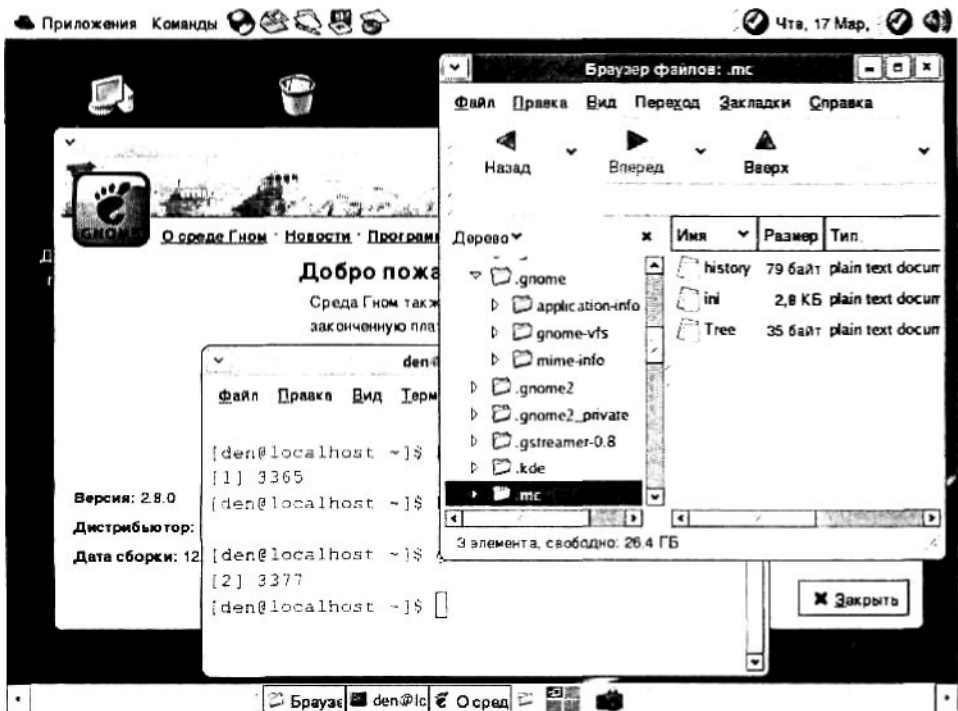 Приложения Команды
Чтв, 17 Мар,
Браузер файлов: .mc
Файл Правка Вид Переход Закладки Справка
Назад
Вперед
Вверх
GNOME
О среде Гном · Новости · Програмі
Дерево
Имя Размер Тип
Добро пожа
.gnome
history 79 байт plain text docum
Среда Гном такж
application-info
ini 2,8 КБ plain text docum
законченную пла
gnome-vfs
Tree 35 байт plain text docum
mime-info
.gnome2
.gnome2_private
.gstreamer-0.8
.kde
.mc
3 элемента, свободно: 26.4 ГБ
den@
Файл Правка Вид Терм
[den@localhost ~]$
[1] 3365
[den@localhost ~]$
[den@localhost ~]$
[2] 3377
[den@localhost ~]$
Версия: 2.8.0
Дистрибьютор:
Дата сборки: 12
Закрыть
Браузе
den@lc
О сред